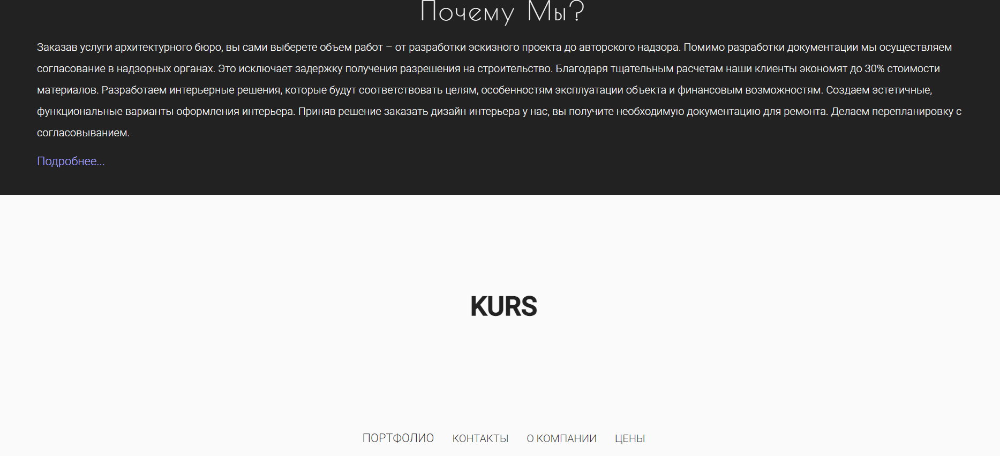 Почему Мы?
Заказав услуги архитектурного бюро, вы сами выберете объем работ – от разработки эскизного проекта до авторского надзора. Помимо разработки документации мы осуществляем
согласование в надзорных органах. Это исключает задержку получения разрешения на строительство. Благодаря тщательным расчетам наши клиенты экономят до 30% стоимости
материалов. Разработаем интерьерные решения, которые будут соответствовать целям, особенностям эксплуатации объекта и финансовым возможностям. Создаем эстетичные,
функциональные варианты оформления интерьера. Приняв решение заказать дизайн интерьера у нас, вы получите необходимую документацию для ремонта. Делаем перепланировку с
согласовыванием.
Подробнее...
KURS
ПОРТФОЛИО КОНТАКТЫ О КОМПАНИИ ЦЕНЫ